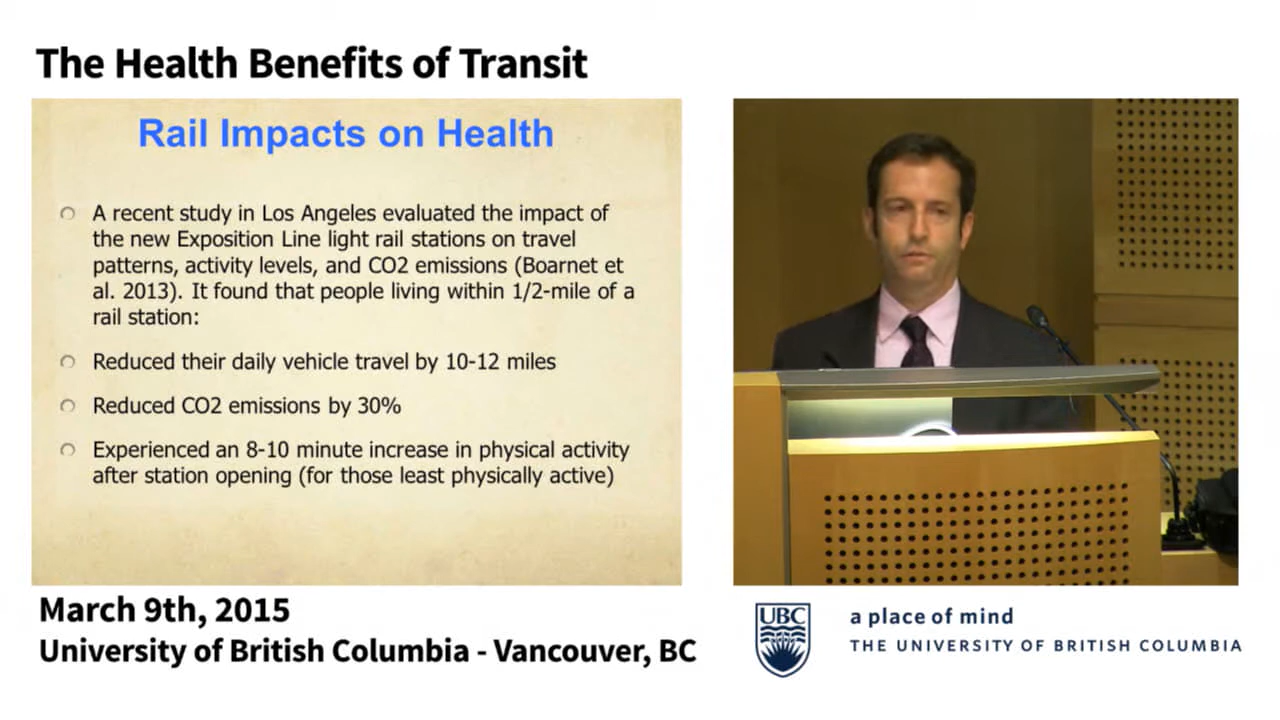 The Health Benefits of Transit
Rail Impacts on Health
A recent study in Los Angeles evaluated the impact of
the new Exposition Line light rail stations on travel
patterns, activity levels, and CO2 emissions (Boarnet et
al. 2013). It found that people living within 1/2-mile of a
rail station:
Reduced their daily vehicle travel by 10-12 miles
Reduced CO2 emissions by 30%
Experienced an 8-10 minute increase in physical activity
after station opening (for those least physically active)
March 9th, 2015
University of British Columbia - Vancouver, BC
UBC
a place of mind
THE UNIVERSITY OF BRITISH COLUMBIA